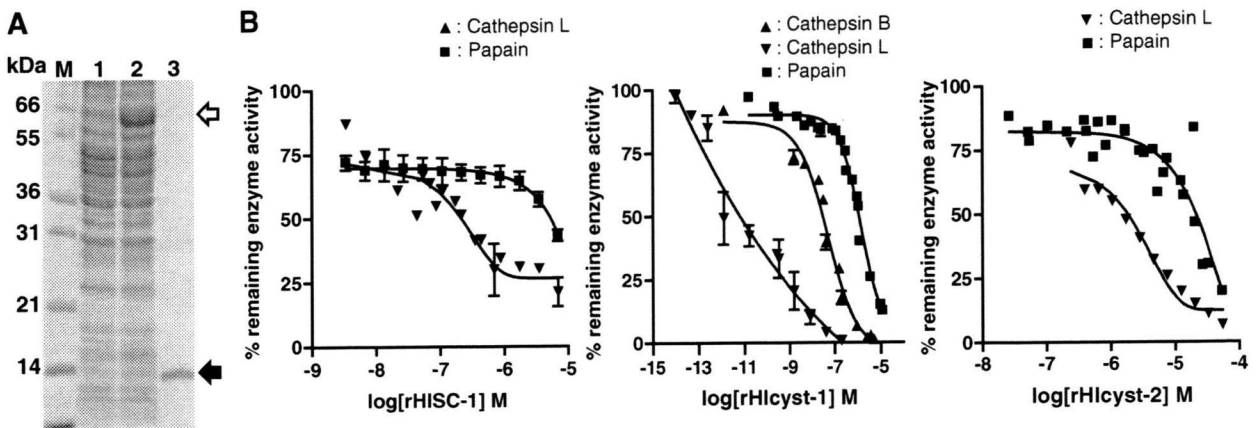 A
kDa M 1 2 3
66
55
36
31
21
14
B
▲ : Cathepsin L
■ : Papain
% remaining enzyme activity
100
75
50
25
0
-9 -8 -7 -6 -5
log[rHISC-1] M
▲ : Cathepsin B
▼ : Cathepsin L
■ : Papain
% remaining enzyme activity
100
75
50
25
0
-15 -13 -11 -9 -7 -5
log[rHlcyst-1] M
▼ : Cathepsin L
■ : Papain
% remaining enzyme activity
100
75
50
25
0
-8 -7 -6 -5 -4
log[rHlcyst-2] M